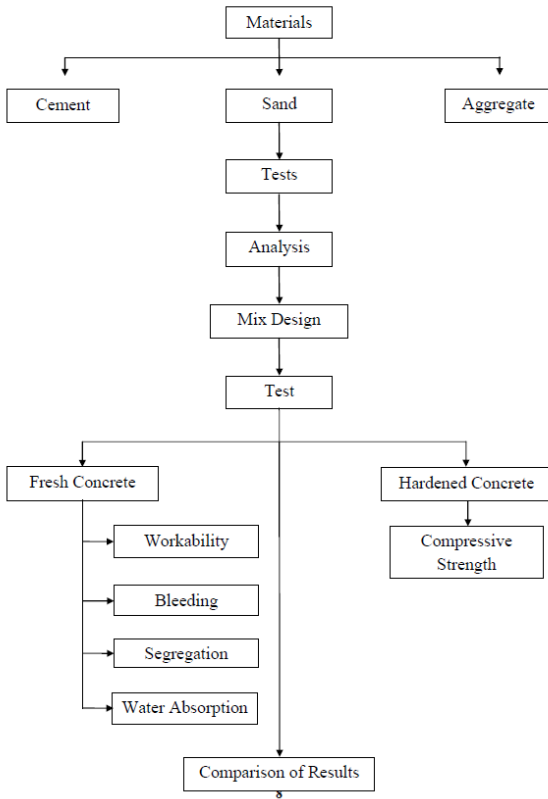 Materials
Cement
Sand
Aggregate
Tests
Analysis
Mix Design
Test
Fresh Concrete
Hardened Concrete
Workability
Compressive
Strength
Bleeding
Segregation
Water Absorption
Comparison of Results
8